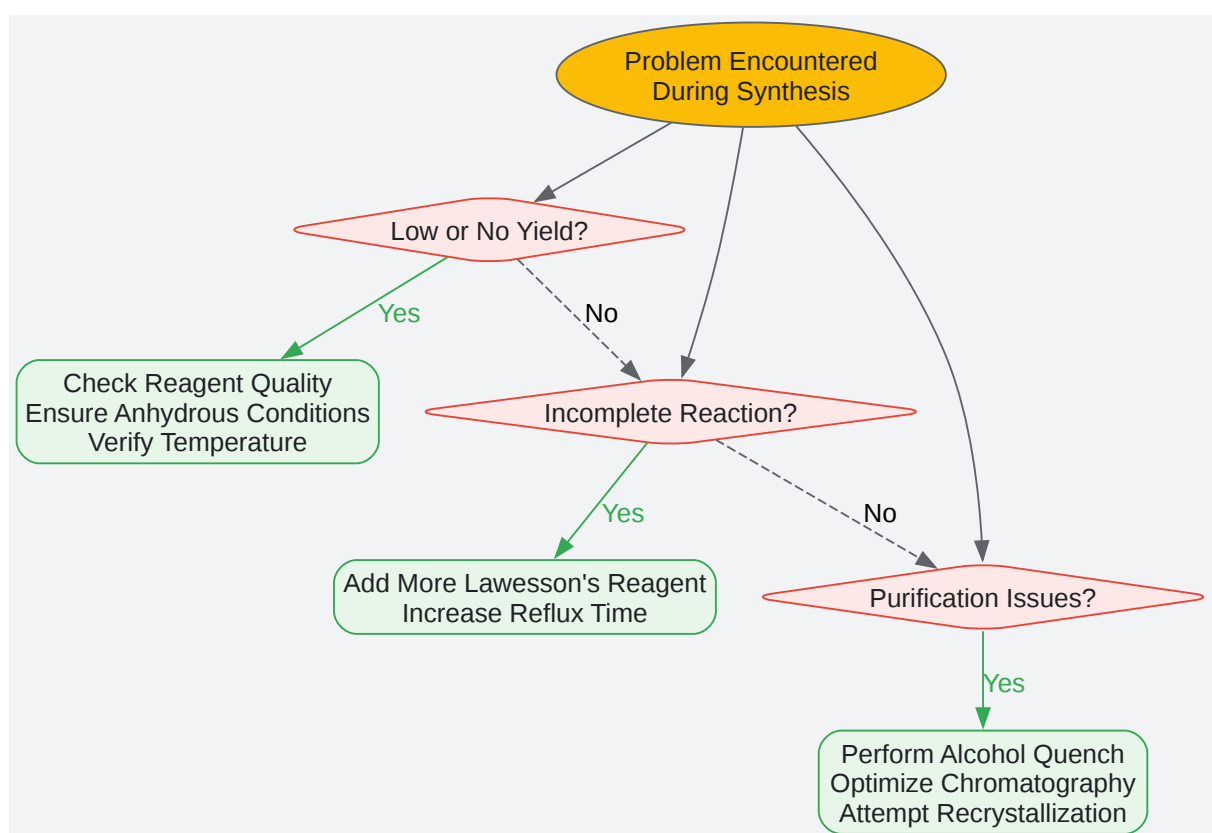 Problem Encountered
During Synthesis
Low or No Yield?
Yes
No
Check Reagent Quality
Ensure Anhydrous Conditions
Verify Temperature
Incomplete Reaction?
Yes
No
Add More Lawesson's Reagent
Increase Reflux Time
Purification Issues?
Yes
Perform Alcohol Quench
Optimize Chromatography
Attempt Recrystallization